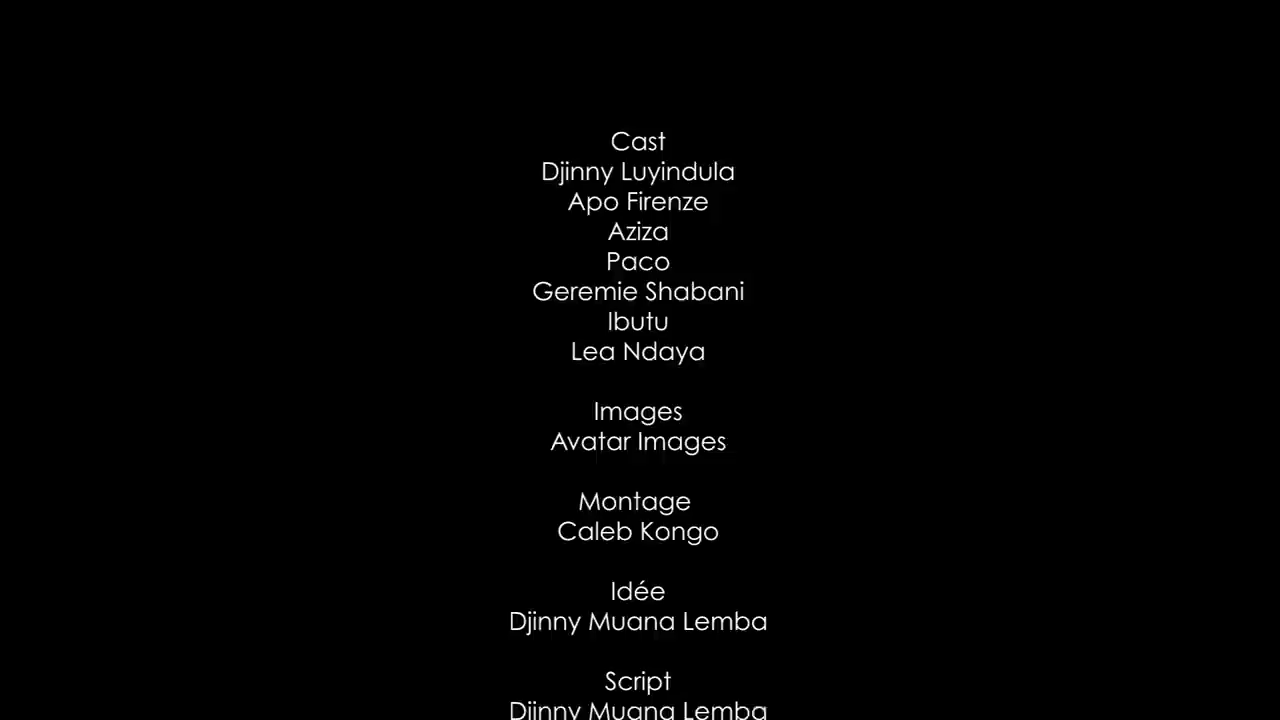 Cast
Djinny Luyindula
Apo Firenze
Aziza
Paco
Geremie Shabani
Ibutu
Lea Ndaya
Images
Avatar Images
Montage
Caleb Kongo
Idée
Djinny Muana Lemba
Script
Djinny Muana Lemba